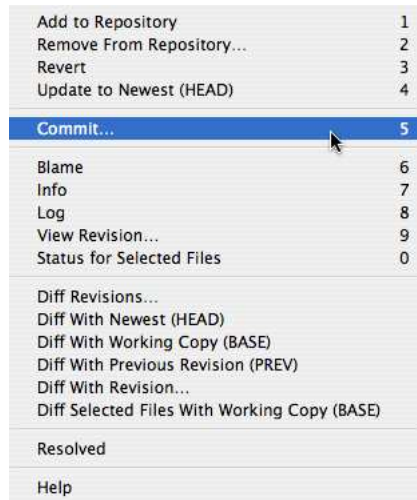 Add to Repository 1
Remove From Repository... 2
Revert 3
Update to Newest (HEAD) 4
Commit... 5
Blame 6
Info 7
Log 8
View Revision... 9
Status for Selected Files 0
Diff Revisions...
Diff With Newest (HEAD)
Diff With Working Copy (BASE)
Diff With Previous Revision (PREV)
Diff With Revision...
Diff Selected Files With Working Copy (BASE)
Resolved
Help